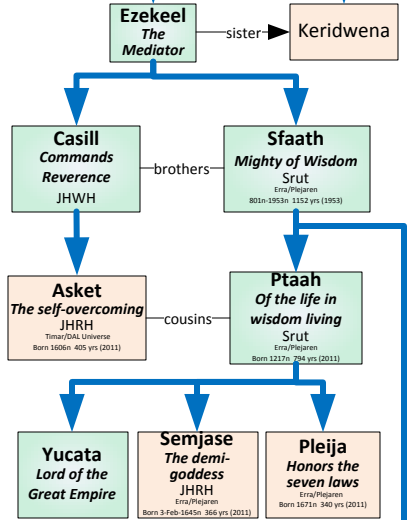 Ezekeel
The
Mediator
sister
Keridwena
Casill
Commands
Reverence
JHWH
brothers
Sfaath
Mighty of Wisdom
Srut
Erra/Plejaren
801n-1953n 1152 yrs (1953)
Asket
The self-overcoming
JHRH
Timar/DAL Universe
Born 1606n 405 yrs (2011)
cousins
Ptaah
Of the life in
wisdom living
Srut
Erra/Plejaren
Born 1217n 794 yrs (2011)
Yucata
Lord of the
Great Empire
Semjase
The demi-
goddess
JHRH
Erra/Plejaren
Born 3-Feb-1645n 366 yrs (2011)
Pleija
Honors the
seven laws
Erra/Plejaren
Born 1671n 340 yrs (2011)